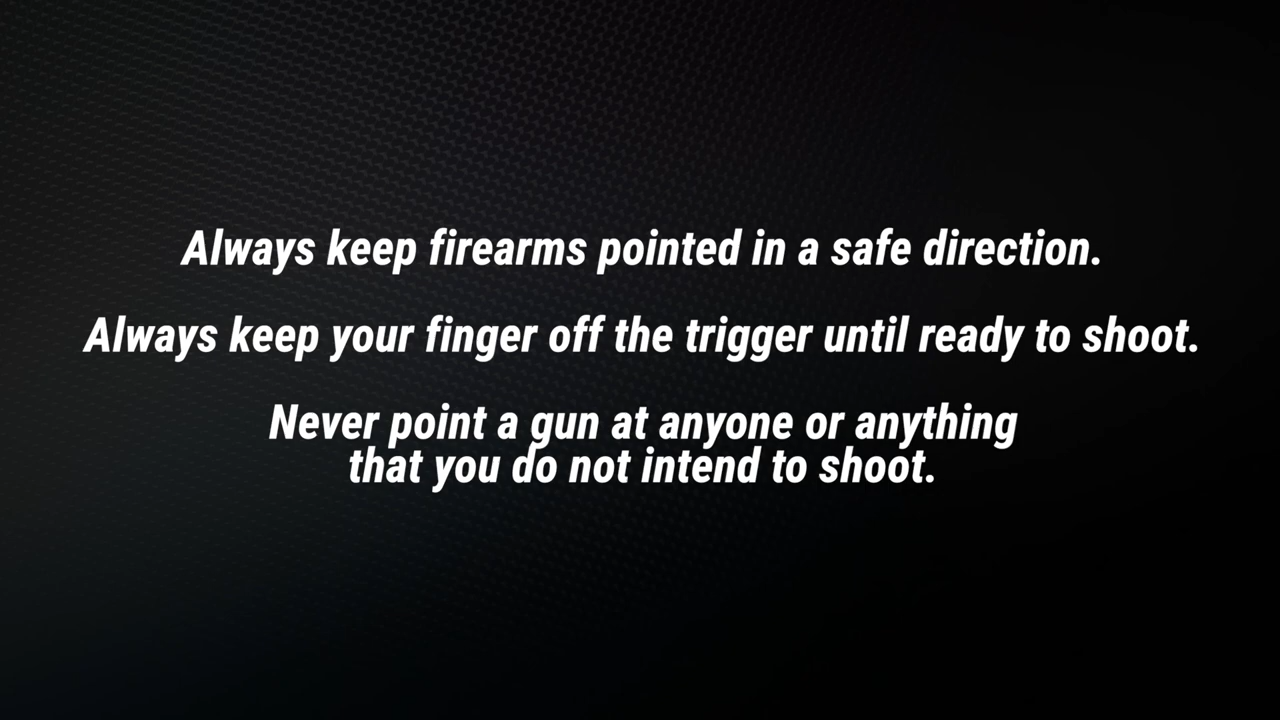 Always keep firearms pointed in a safe direction.
Always keep your finger off the trigger until ready to shoot.
Never point a gun at anyone or anything
that you do not intend to shoot.